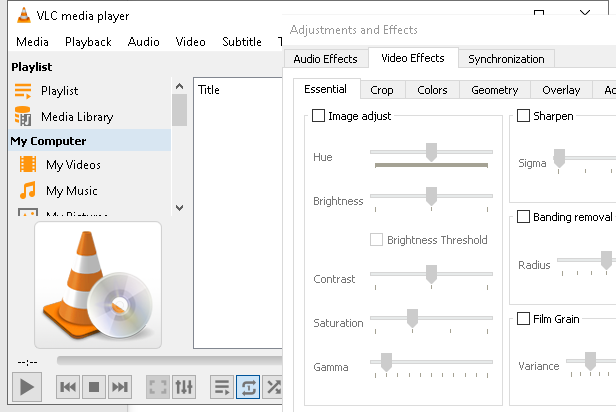 VLC media player
Media Playback Audio Video Subtitle
Playlist
Playlist
Media Library
My Computer
My Videos
My Music
My Pictures
Title
--:--
Adjustments and Effects
Audio Effects Video Effects Synchronization
Essential Crop Colors Geometry Overlay
Image adjust
Hue
Brightness
Brightness Threshold
Contrast
Saturation
Gamma
Sharpen
Sigma
Banding removal
Radius
Film Grain
Variance